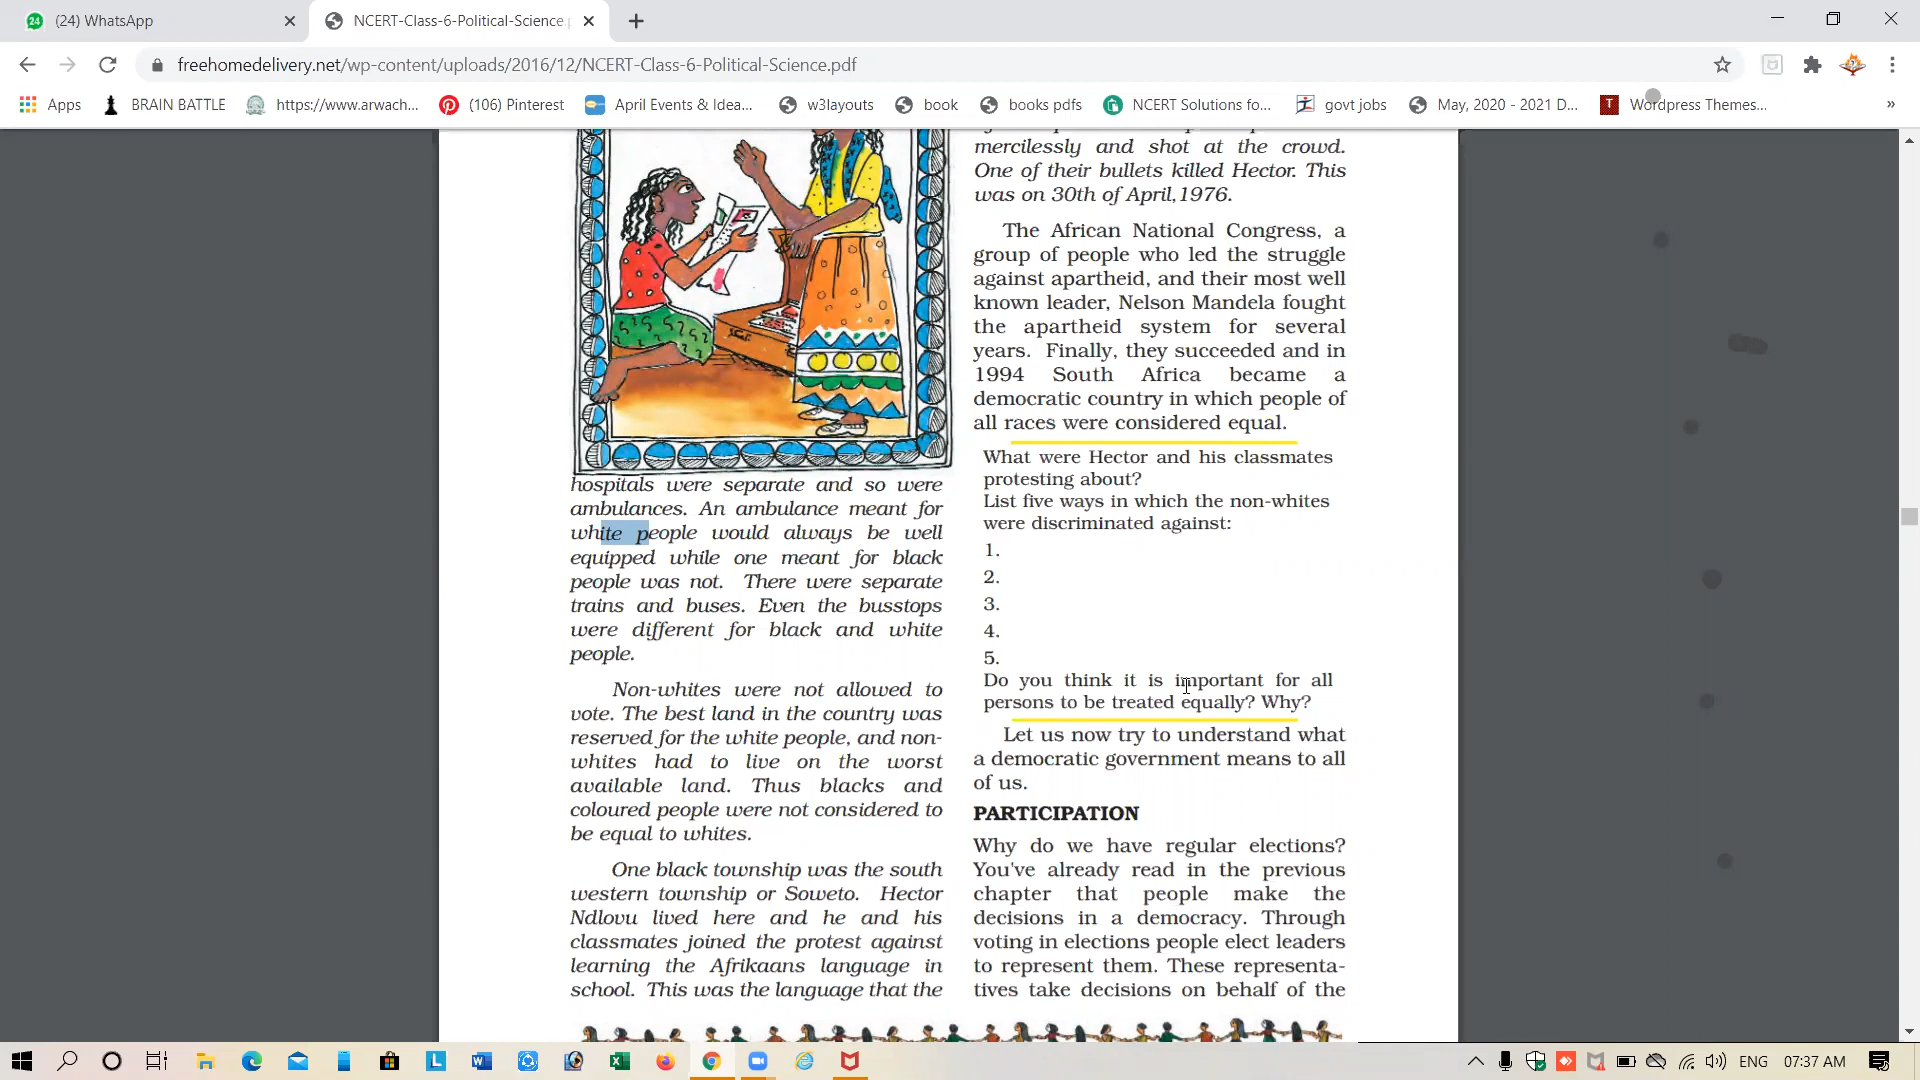 (24) WhatsApp
NCERT-Class-6-Political-Science
freehomedelivery.net/wp-content/uploads/2016/12/NCERT-Class-6-Political-Science.pdf
Apps BRAIN BATTLE https://www.arwach... (106) Pinterest April Events & Idea... w3layouts book books pdfs NCERT Solutions fo... govt jobs May, 2020 - 2021 D... Wordpress Themes... »
hospitals were separate and so were
ambulances. An ambulance meant for
white people would always be well
equipped while one meant for black
people was not. There were separate
trains and buses. Even the busstops
were different for black and white
people.
Non-whites were not allowed to
vote. The best land in the country was
reserved for the white people, and non-
whites had to live on the worst
available land. Thus blacks and
coloured people were not considered to
be equal to whites.
One black township was the south
western township or Soweto. Hector
Ndlovu lived here and he and his
classmates joined the protest against
learning the Afrikaans language in
school. This was the language that the
mercilessly and shot at the crowd.
One of their bullets killed Hector. This
was on 30th of April,1976.
The African National Congress, a
group of people who led the struggle
against apartheid, and their most well
known leader, Nelson Mandela fought
the apartheid system for several
years. Finally, they succeeded and in
1994 South Africa became a
democratic country in which people of
all races were considered equal.
What were Hector and his classmates
protesting about?
List five ways in which the non-whites
were discriminated against:
1.
2.
3.
4.
5.
Do you think it is important for all
persons to be treated equally? Why?
Let us now try to understand what
a democratic government means to all
of us.
PARTICIPATION
Why do we have regular elections?
You've already read in the previous
chapter that people make the
decisions in a democracy. Through
voting in elections people elect leaders
to represent them. These representa-
tives take decisions on behalf of the
ENG 07:37 AM